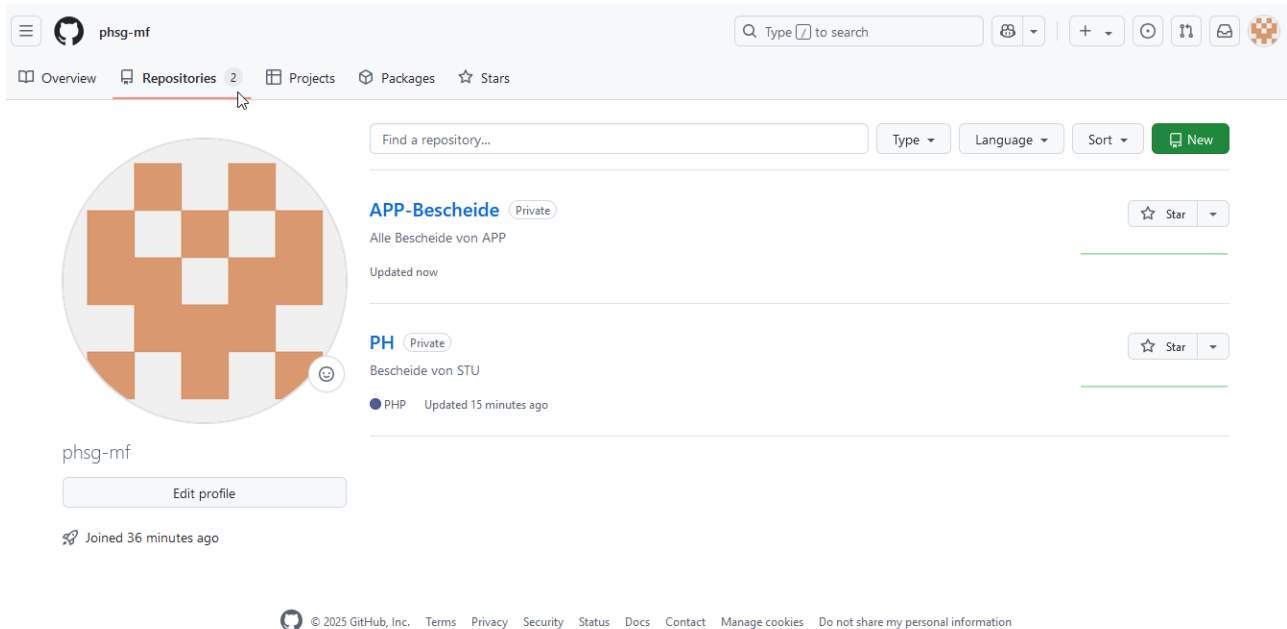 phsg-mf
Type / to search
Overview Repositories 2 Projects Packages Stars
Find a repository...
Type Language Sort New
APP-Bescheide Private
Star
Alle Bescheide von APP
Updated now
PH Private
Star
Bescheide von STU
PHP Updated 15 minutes ago
phsg-mf
Edit profile
Joined 36 minutes ago
© 2025 GitHub, Inc. Terms Privacy Security Status Docs Contact Manage cookies Do not share my personal information